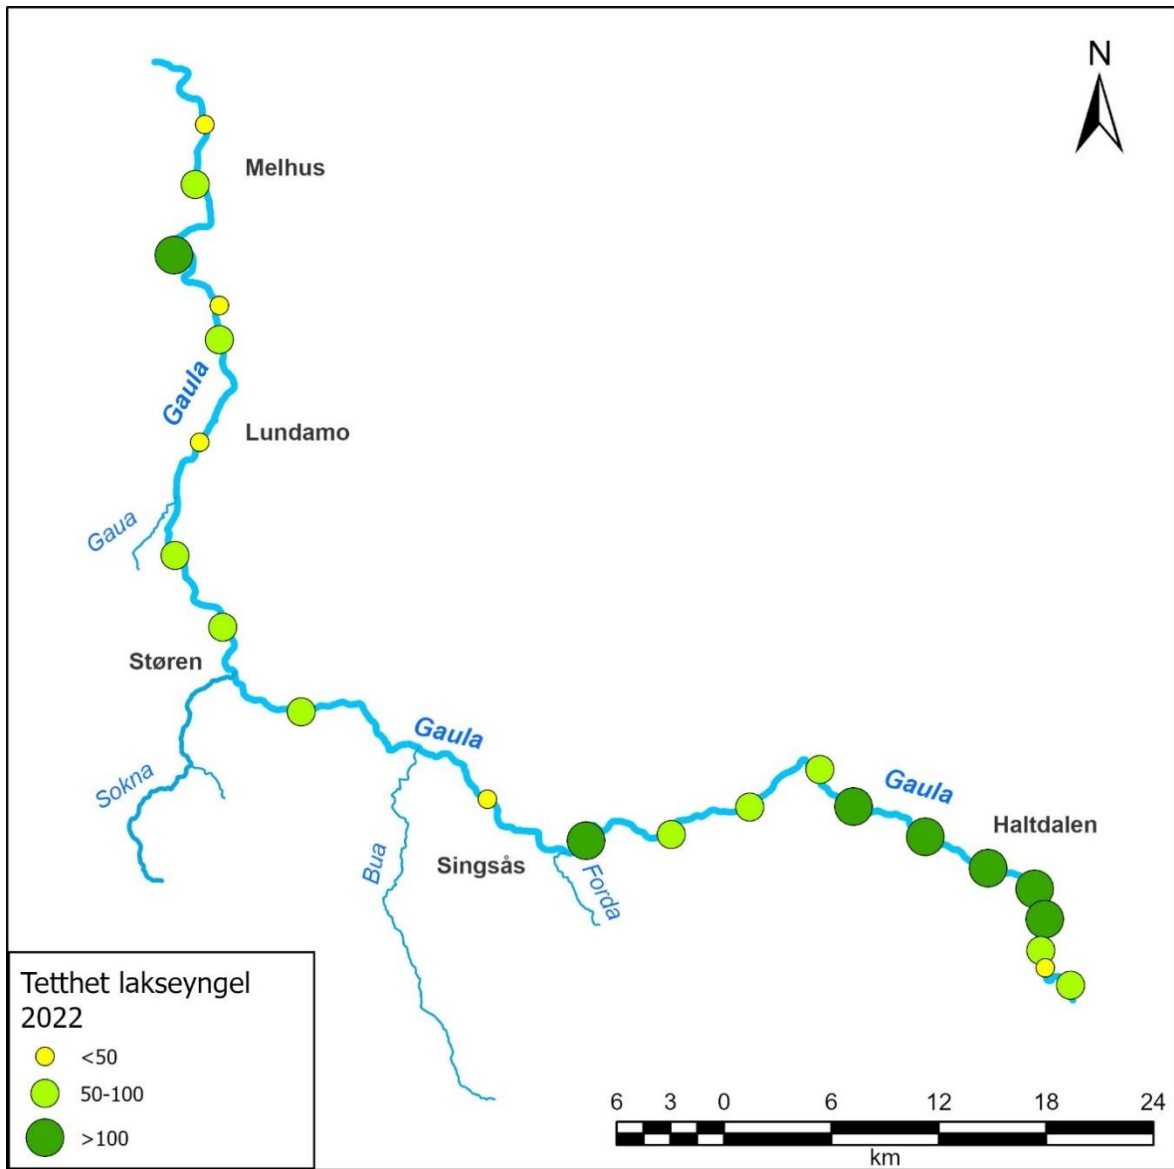 N
Melhus
Gaula
Lundamo
Gaua
Støren
Gaula
Sokna
Gaula
Haltdalen
Bua
Singsås
Forda
Tetthet lakseyngel
2022
<50
50-100
>100
6 3 0 6 12 18 24
km